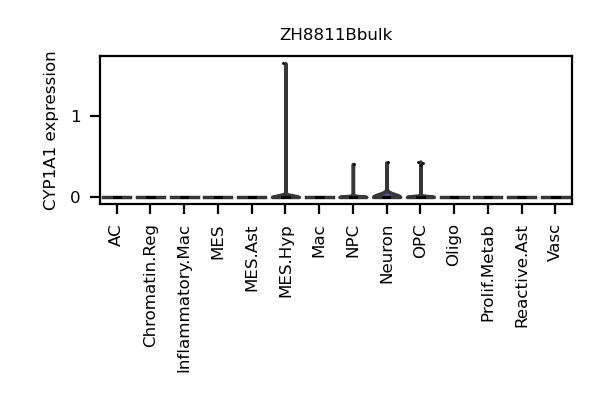 ZH8811Bbulk
CYP1A1 expression
1
0
AC
Chromatin.Reg
Inflammatory.Mac
MES
MES.Ast
MES.Hyp
Mac
NPC
Neuron
OPC
Oligo
Prolif.Metab
Reactive.Ast
Vasc